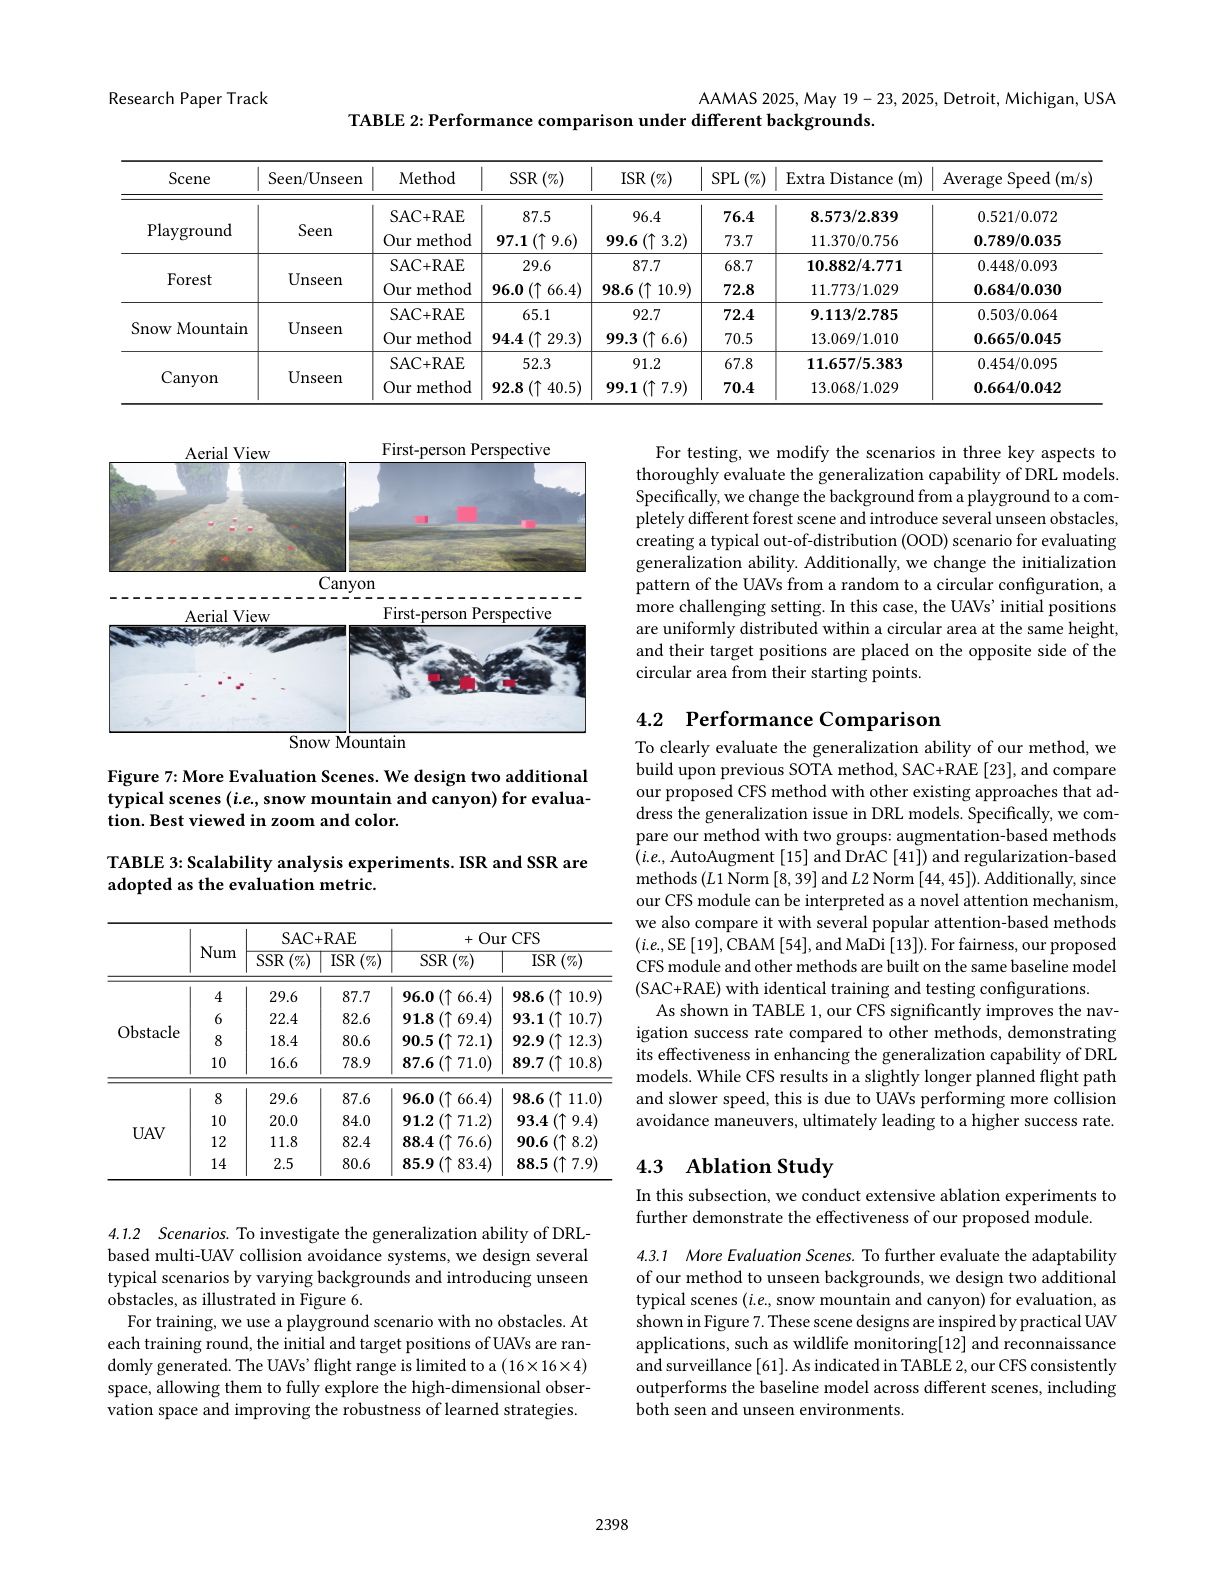 Research Paper Track
AAMAS 2025, May 19 – 23, 2025, Detroit, Michigan, USA
TABLE 2: Performance comparison under different backgrounds.
Scene Seen/Unseen Method SSR (%) ISR (%) SPL (%) Extra Distance (m) Average Speed (m/s)
Playground Seen SAC+RAE 87.5 96.4 76.4 8.573/2.839 0.521/0.072
Our method 97.1 (↑ 9.6) 99.6 (↑ 3.2) 73.7 11.370/0.756 0.789/0.035
Forest Unseen SAC+RAE 29.6 87.7 68.7 10.882/4.771 0.448/0.093
Our method 96.0 (↑ 66.4) 98.6 (↑ 10.9) 72.8 11.773/1.029 0.684/0.030
Snow Mountain Unseen SAC+RAE 65.1 92.7 72.4 9.113/2.785 0.503/0.064
Our method 94.4 (↑ 29.3) 99.3 (↑ 6.6) 70.5 13.069/1.010 0.665/0.045
Canyon Unseen SAC+RAE 52.3 91.2 67.8 11.657/5.383 0.454/0.095
Our method 92.8 (↑ 40.5) 99.1 (↑ 7.9) 70.4 13.068/1.029 0.664/0.042
Aerial View First-person Perspective
Canyon
Aerial View First-person Perspective
Snow Mountain
Figure 7: More Evaluation Scenes. We design two additional
typical scenes (i.e., snow mountain and canyon) for evalua-
tion. Best viewed in zoom and color.
TABLE 3: Scalability analysis experiments. ISR and SSR are
adopted as the evaluation metric.
Num SAC+RAE + Our CFS
SSR (%) ISR (%) SSR (%) ISR (%)
Obstacle
4 29.6 87.7 96.0 (↑ 66.4) 98.6 (↑ 10.9)
6 22.4 82.6 91.8 (↑ 69.4) 93.1 (↑ 10.7)
8 18.4 80.6 90.5 (↑ 72.1) 92.9 (↑ 12.3)
10 16.6 78.9 87.6 (↑ 71.0) 89.7 (↑ 10.8)
UAV
8 29.6 87.6 96.0 (↑ 66.4) 98.6 (↑ 11.0)
10 20.0 84.0 91.2 (↑ 71.2) 93.4 (↑ 9.4)
12 11.8 82.4 88.4 (↑ 76.6) 90.6 (↑ 8.2)
14 2.5 80.6 85.9 (↑ 83.4) 88.5 (↑ 7.9)
4.1.2 Scenarios. To investigate the generalization ability of DRL-
based multi-UAV collision avoidance systems, we design several
typical scenarios by varying backgrounds and introducing unseen
obstacles, as illustrated in Figure 6.
For training, we use a playground scenario with no obstacles. At
each training round, the initial and target positions of UAVs are ran-
domly generated. The UAVs' flight range is limited to a (16×16×4)
space, allowing them to fully explore the high-dimensional obser-
vation space and improving the robustness of learned strategies.
For testing, we modify the scenarios in three key aspects to
thoroughly evaluate the generalization capability of DRL models.
Specifically, we change the background from a playground to a com-
pletely different forest scene and introduce several unseen obstacles,
creating a typical out-of-distribution (OOD) scenario for evaluating
generalization ability. Additionally, we change the initialization
pattern of the UAVs from a random to a circular configuration, a
more challenging setting. In this case, the UAVs' initial positions
are uniformly distributed within a circular area at the same height,
and their target positions are placed on the opposite side of the
circular area from their starting points.
4.2 Performance Comparison
To clearly evaluate the generalization ability of our method, we
build upon previous SOTA method, SAC+RAE [23], and compare
our proposed CFS method with other existing approaches that ad-
dress the generalization issue in DRL models. Specifically, we com-
pare our method with two groups: augmentation-based methods
(i.e., AutoAugment [15] and DrAC [41]) and regularization-based
methods (L1 Norm [8, 39] and L2 Norm [44, 45]). Additionally, since
our CFS module can be interpreted as a novel attention mechanism,
we also compare it with several popular attention-based methods
(i.e., SE [19], CBAM [54], and MaDi [13]). For fairness, our proposed
CFS module and other methods are built on the same baseline model
(SAC+RAE) with identical training and testing configurations.
As shown in TABLE 1, our CFS significantly improves the nav-
igation success rate compared to other methods, demonstrating
its effectiveness in enhancing the generalization capability of DRL
models. While CFS results in a slightly longer planned flight path
and slower speed, this is due to UAVs performing more collision
avoidance maneuvers, ultimately leading to a higher success rate.
4.3 Ablation Study
In this subsection, we conduct extensive ablation experiments to
further demonstrate the effectiveness of our proposed module.
4.3.1 More Evaluation Scenes. To further evaluate the adaptability
of our method to unseen backgrounds, we design two additional
typical scenes (i.e., snow mountain and canyon) for evaluation, as
shown in Figure 7. These scene designs are inspired by practical UAV
applications, such as wildlife monitoring[12] and reconnaissance
and surveillance [61]. As indicated in TABLE 2, our CFS consistently
outperforms the baseline model across different scenes, including
both seen and unseen environments.
2398